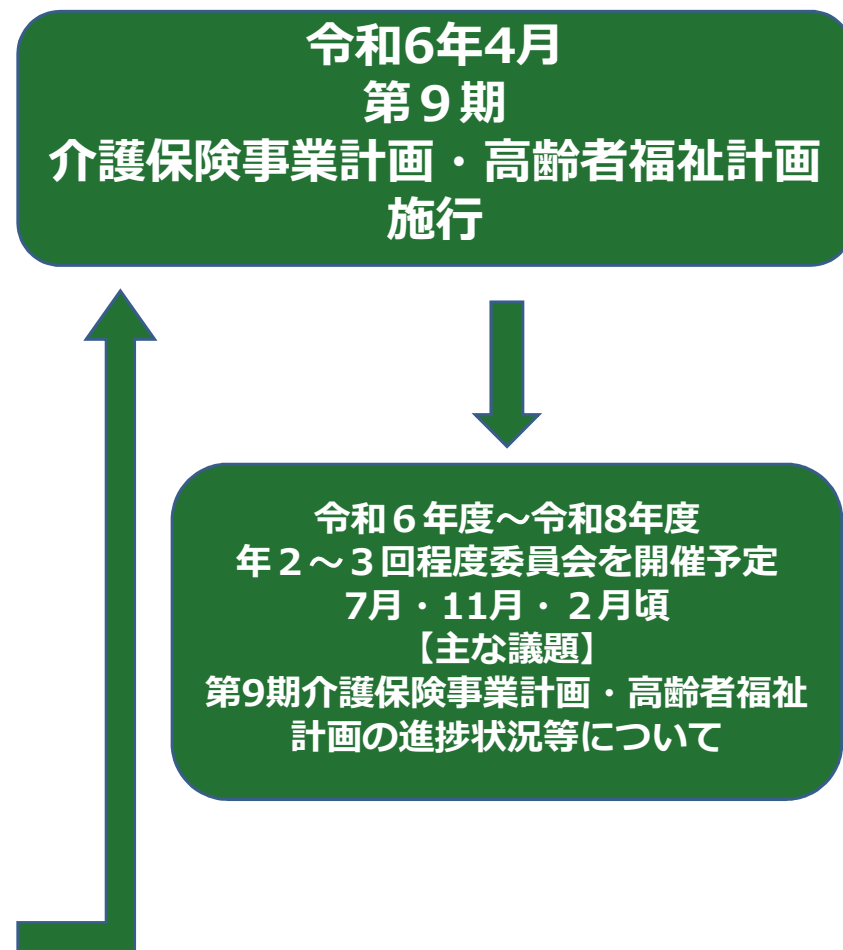 令和6年4月
第９期
介護保険事業計画・高齢者福祉計画
施行
令和６年度～令和8年度
年２～３回程度委員会を開催予定
7月・11月・２月頃
【主な議題】
第9期介護保険事業計画・高齢者福祉
計画の進捗状況等について